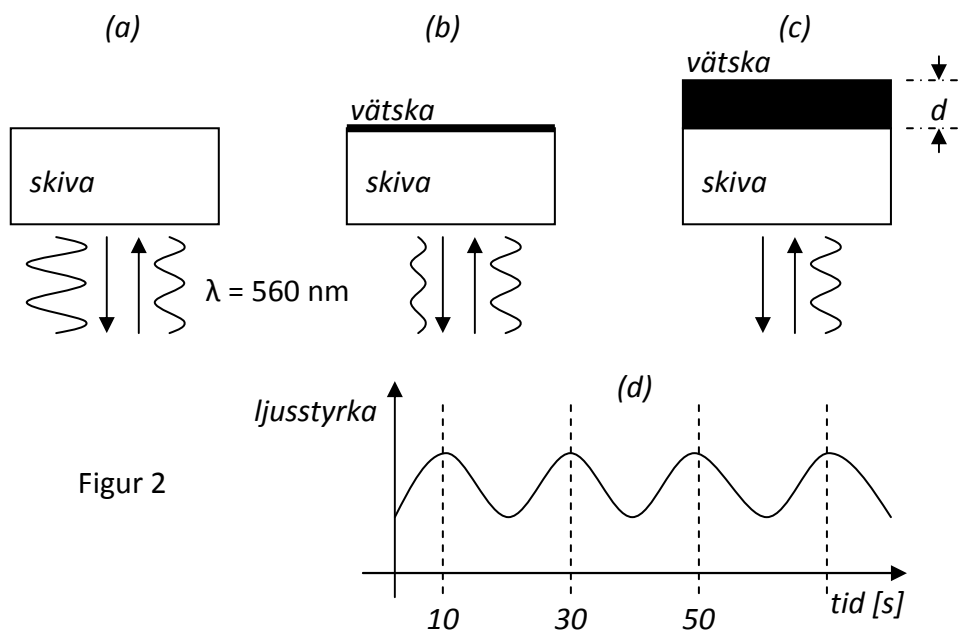 (a)
(b)
(c)
vätska
vätska
d
skiva
skiva
skiva
λ = 560 nm
(d)
ljusstyrka
Figur 2
tid [s]
10
30
50